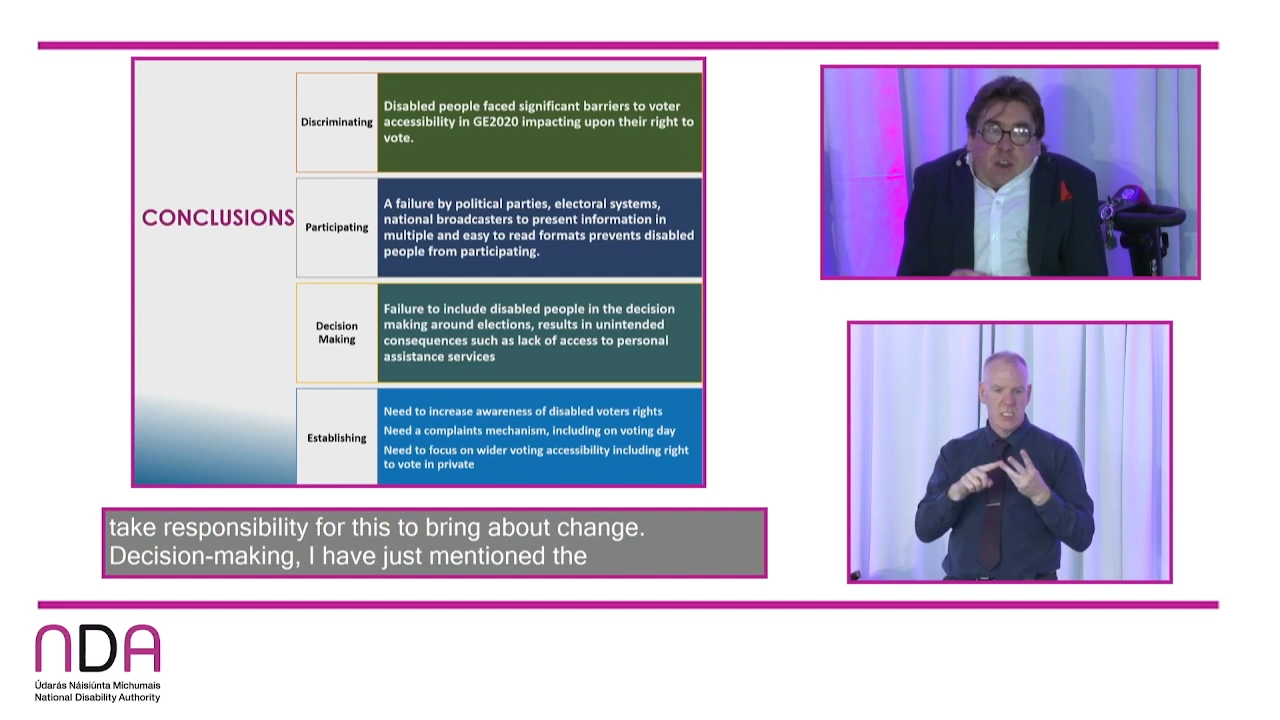 CONCLUSIONS
Discriminating
Disabled people faced significant barriers to voter
accessibility in GE2020 impacting upon their right to
vote.
Participating
A failure by political parties, electoral systems,
national broadcasters to present information in
multiple and easy to read formats prevents disabled
people from participating.
Decision
Making
Failure to include disabled people in the decision
making around elections, results in unintended
consequences such as lack of access to personal
assistance services
Establishing
Need to increase awareness of disabled voters rights
Need a complaints mechanism, including on voting day
Need to focus on wider voting accessibility including right
to vote in private
take responsibility for this to bring about change.
Decision-making, I have just mentioned the
NDA
Údarás Náisiúnta Míchumais
National Disability Authority